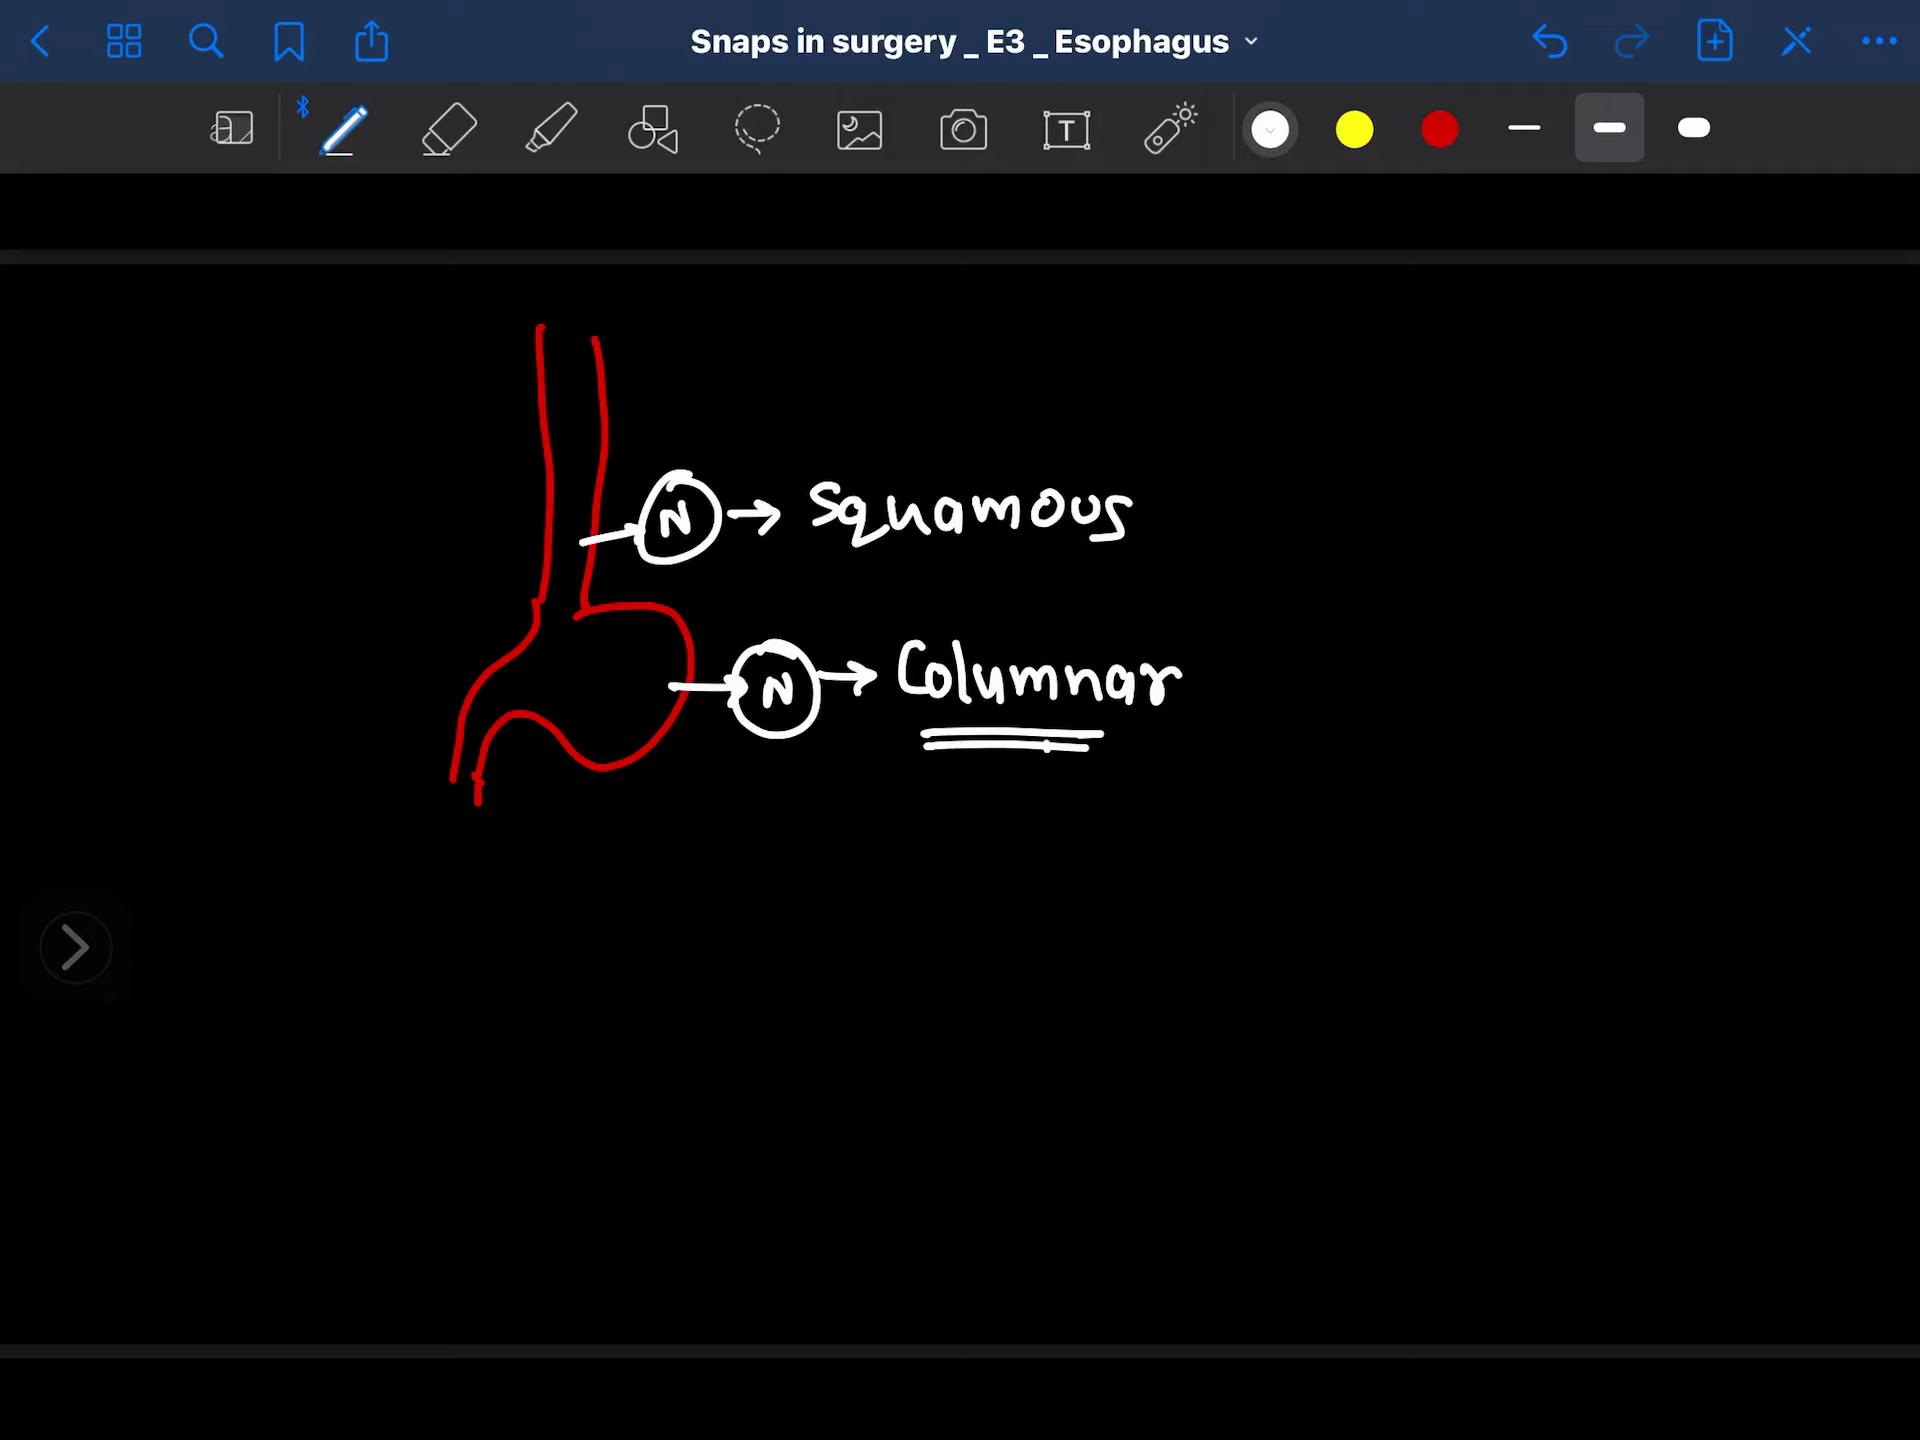 Snaps in surgery _ E3 _ Esophagus
T
N → Squamous
N → Columnar